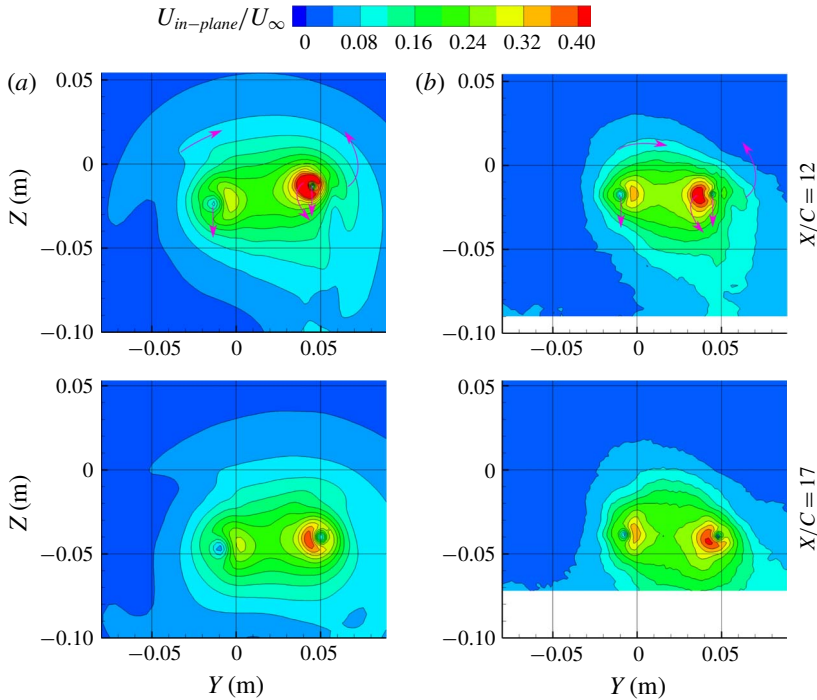 U_{in-plane}/U_∞
0 0.08 0.16 0.24 0.32 0.40
(a) (b)
0.05 0.05
0 0
−0.05 −0.05
−0.10 −0.10
Z (m)
X/C = 12
−0.05 0 0.05 −0.05 0 0.05
0.05 0.05
0 0
−0.05 −0.05
−0.10 −0.10
Z (m)
X/C = 17
−0.05 0 0.05 −0.05 0 0.05
Y (m) Y (m)